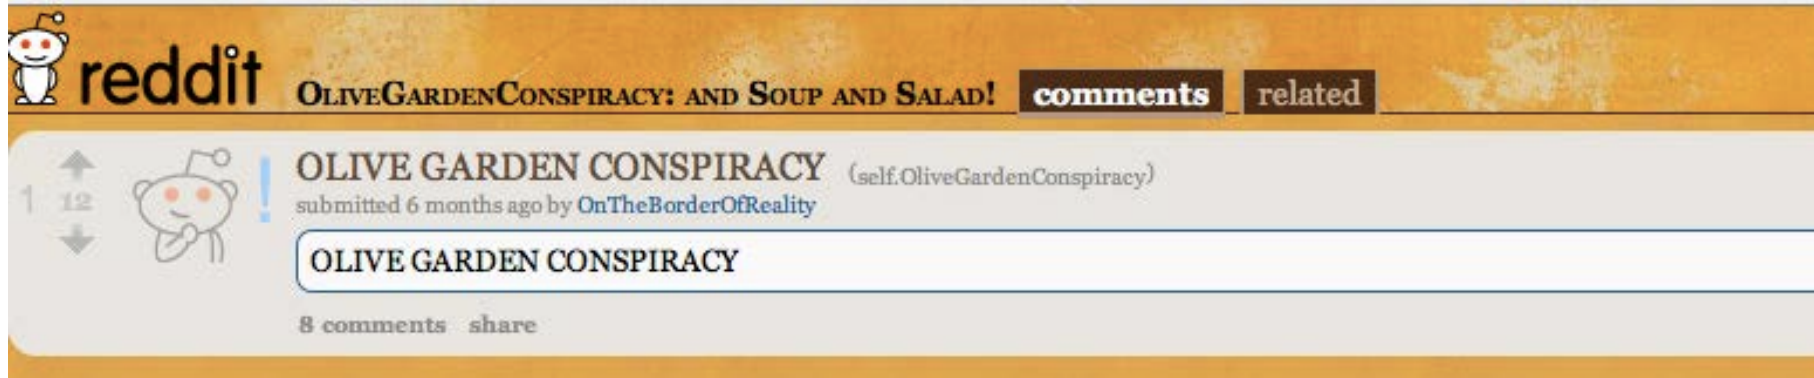 reddit OLIVEGARDENCONSPIRACY: AND SOUP AND SALAD! comments related
1 12 ! OLIVE GARDEN CONSPIRACY (self.OliveGardenConspiracy)
submitted 6 months ago by OnTheBorderOfReality
OLIVE GARDEN CONSPIRACY
8 comments share